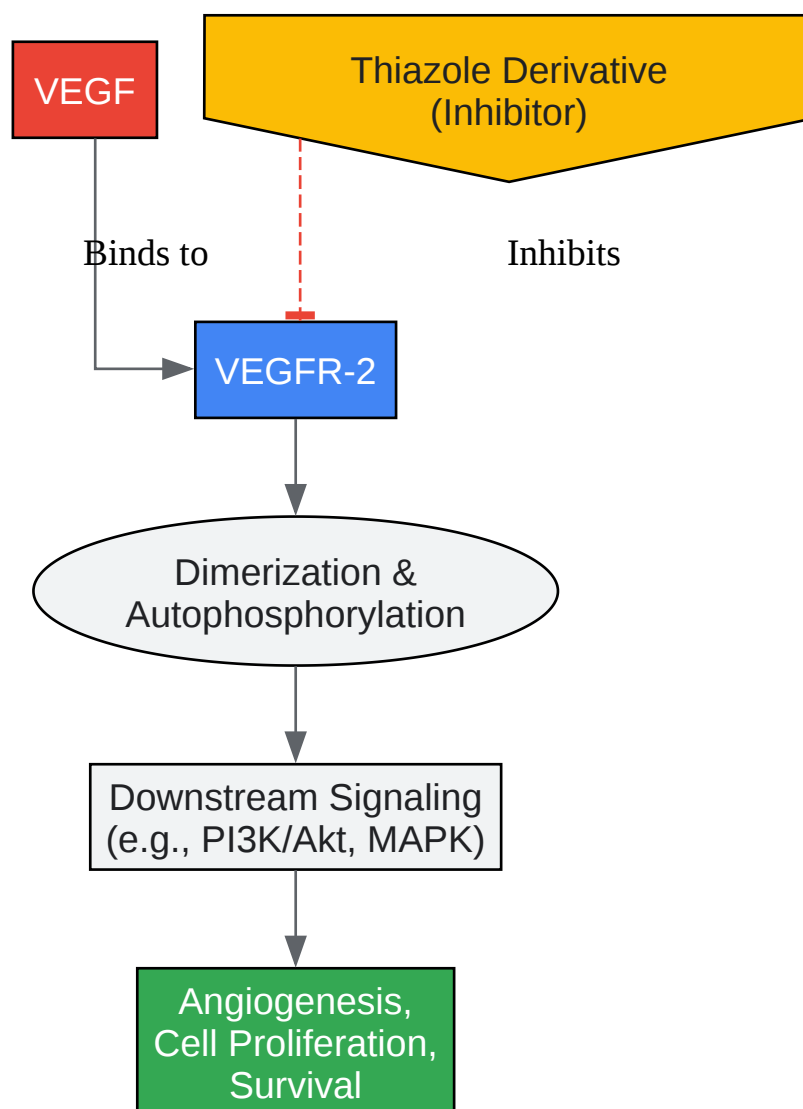 VEGF
Thiazole Derivative
(Inhibitor)
Binds to
Inhibits
VEGFR-2
Dimerization &
Autophosphorylation
Downstream Signaling
(e.g., PI3K/Akt, MAPK)
Angiogenesis,
Cell Proliferation,
Survival